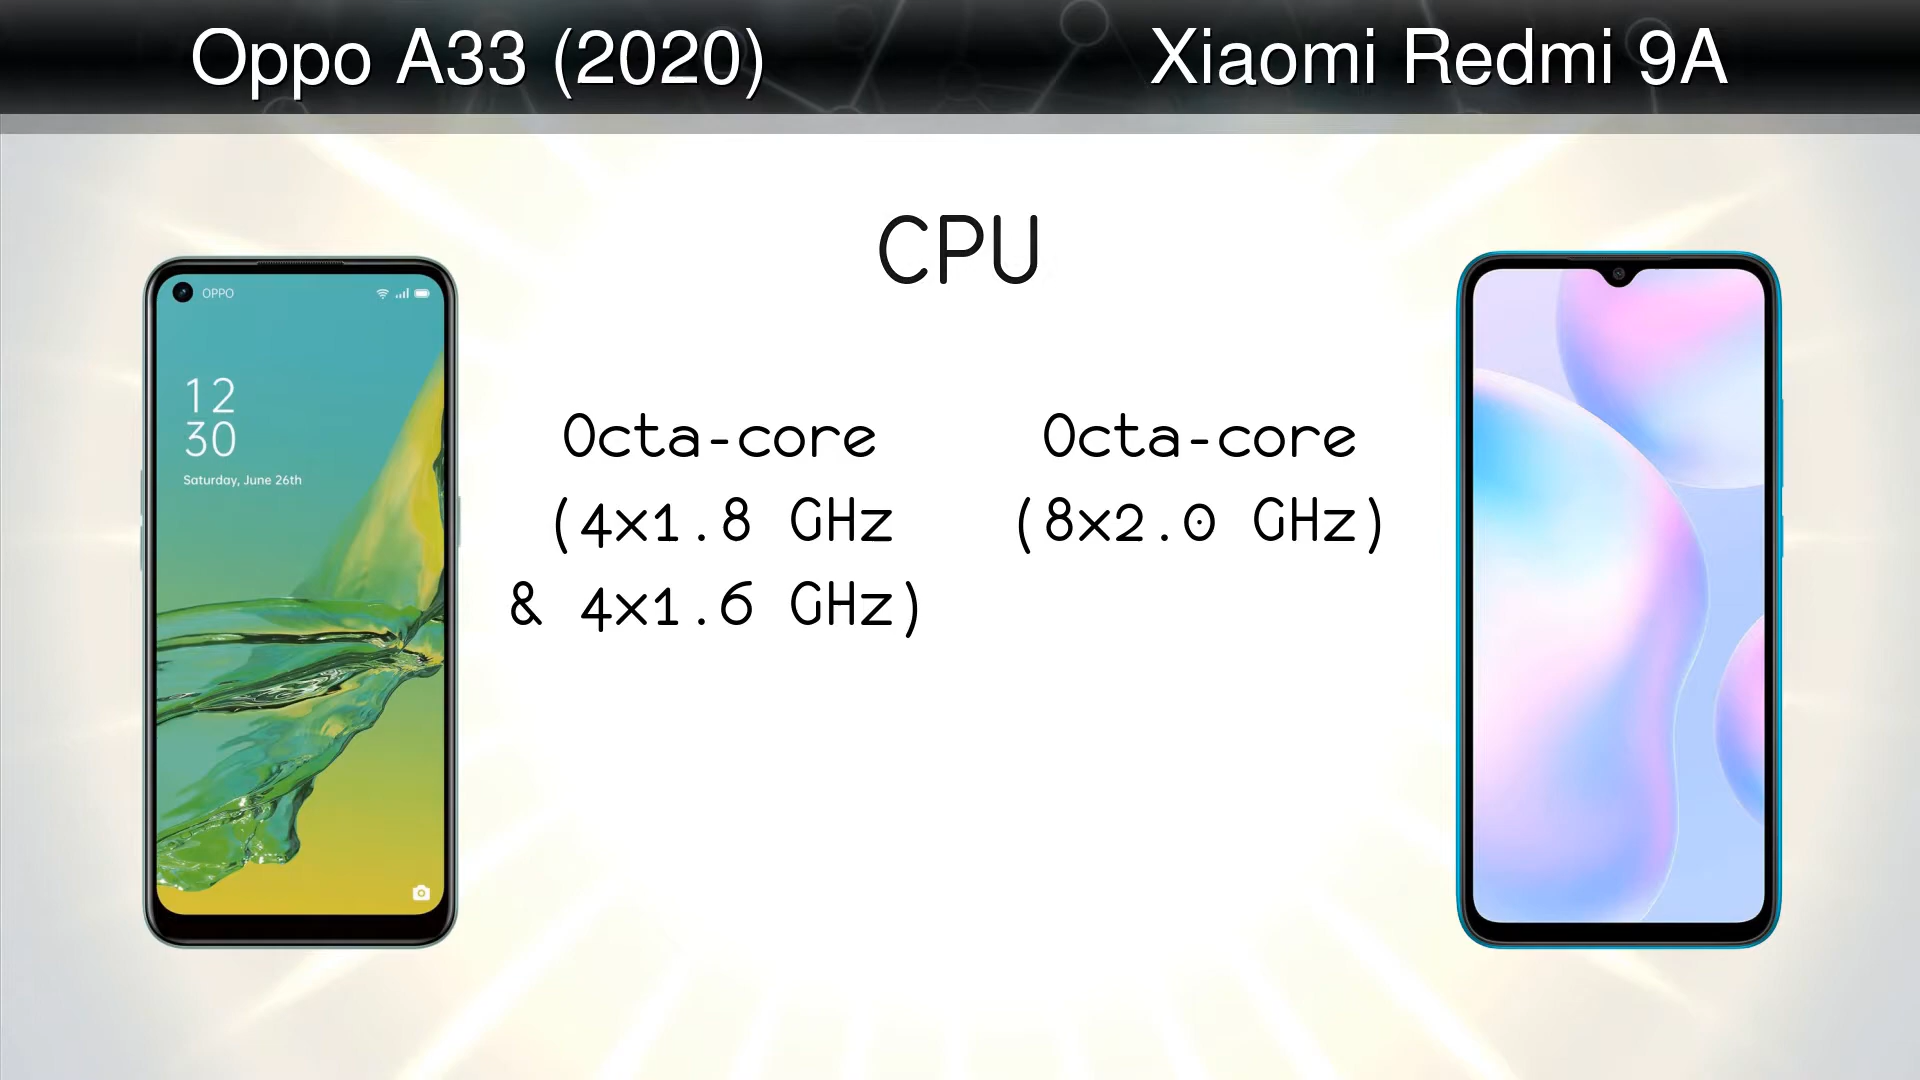 Oppo A33 (2020)
Xiaomi Redmi 9A
CPU
OPPO
12
30
Saturday, June 26th
Octa-core
(4x1.8 GHz
& 4x1.6 GHz)
Octa-core
(8x2.0 GHz)